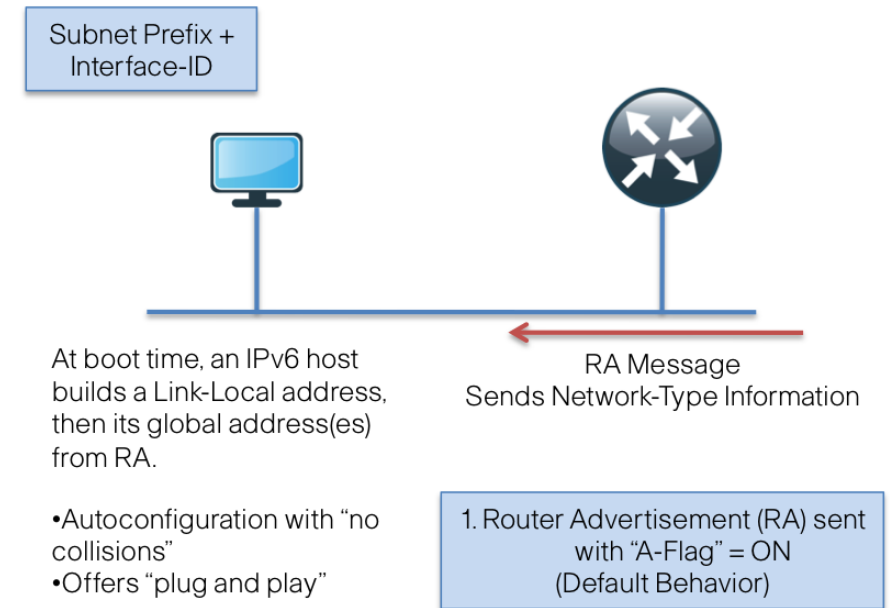 Subnet Prefix +
Interface-ID
At boot time, an IPv6 host
builds a Link-Local address,
then its global address(es)
from RA.
•Autoconfiguration with “no
collisions”
•Offers “plug and play”
RA Message
Sends Network-Type Information
1. Router Advertisement (RA) sent
with “A-Flag” = ON
(Default Behavior)